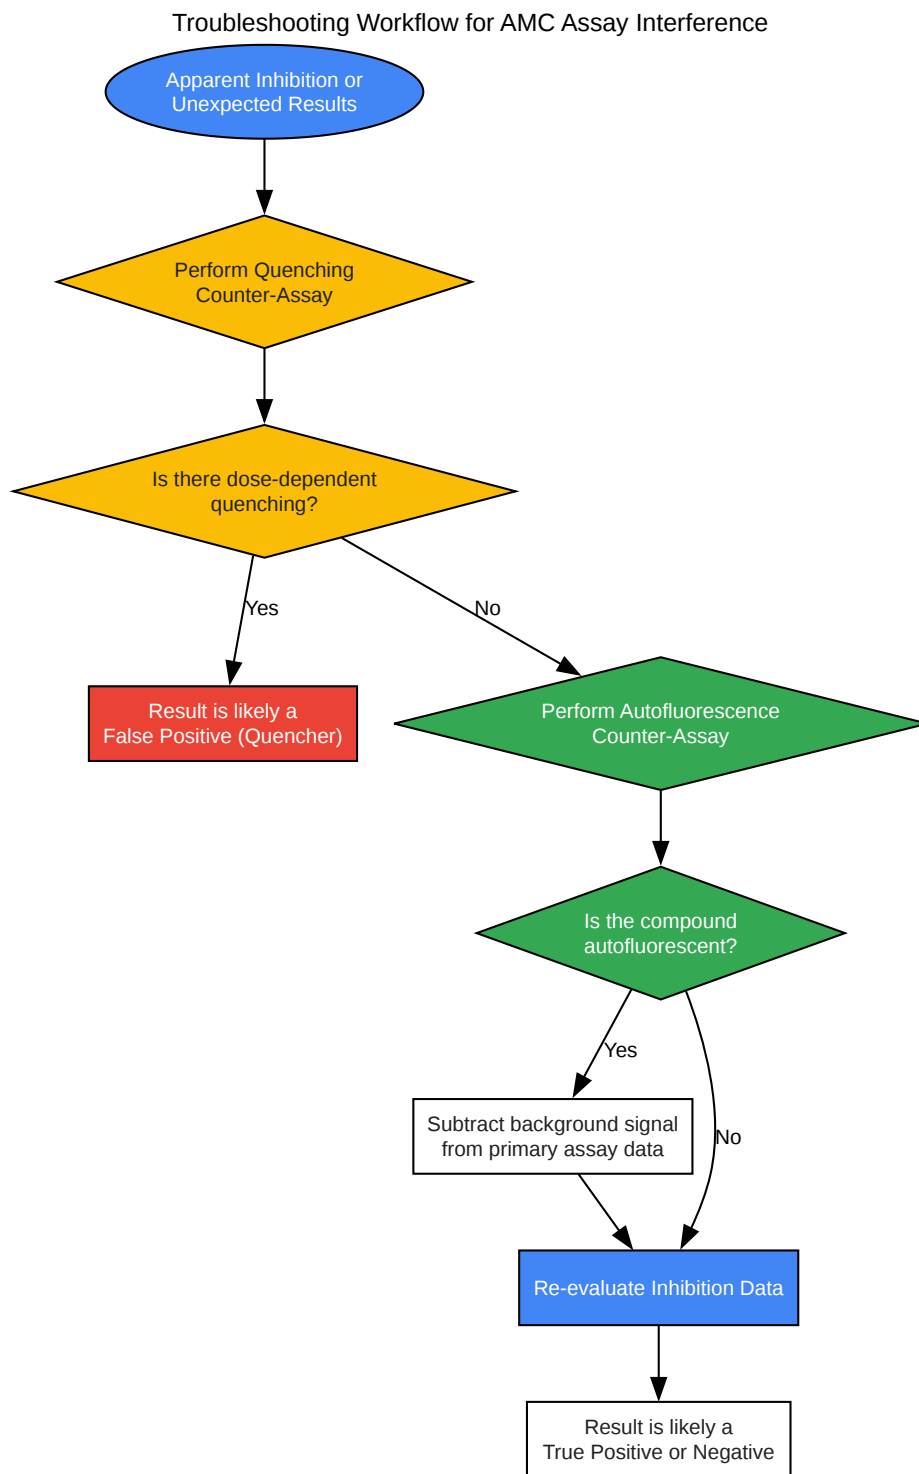 Troubleshooting Workflow for AMC Assay Interference
Apparent Inhibition or
Unexpected Results
Perform Quenching
Counter-Assay
Is there dose-dependent
quenching?
Yes
No
Result is likely a
False Positive (Quencher)
Perform Autofluorescence
Counter-Assay
Is the compound
autofluorescent?
Yes
Subtract background signal
from primary assay data
No
Re-evaluate Inhibition Data
Result is likely a
True Positive or Negative